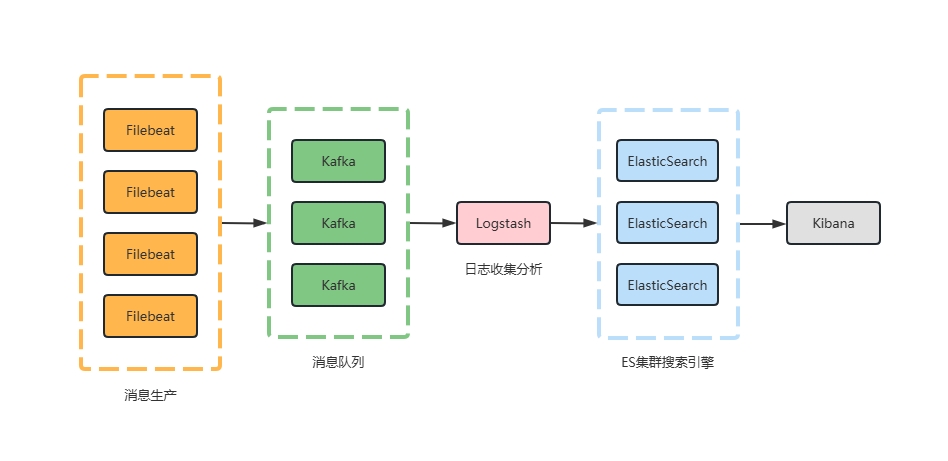 Filebeat
Filebeat
Filebeat
Filebeat
消息生产
Kafka
Kafka
Kafka
消息队列
Logstash
日志收集分析
ElasticSearch
ElasticSearch
ElasticSearch
ES集群搜索引擎
Kibana